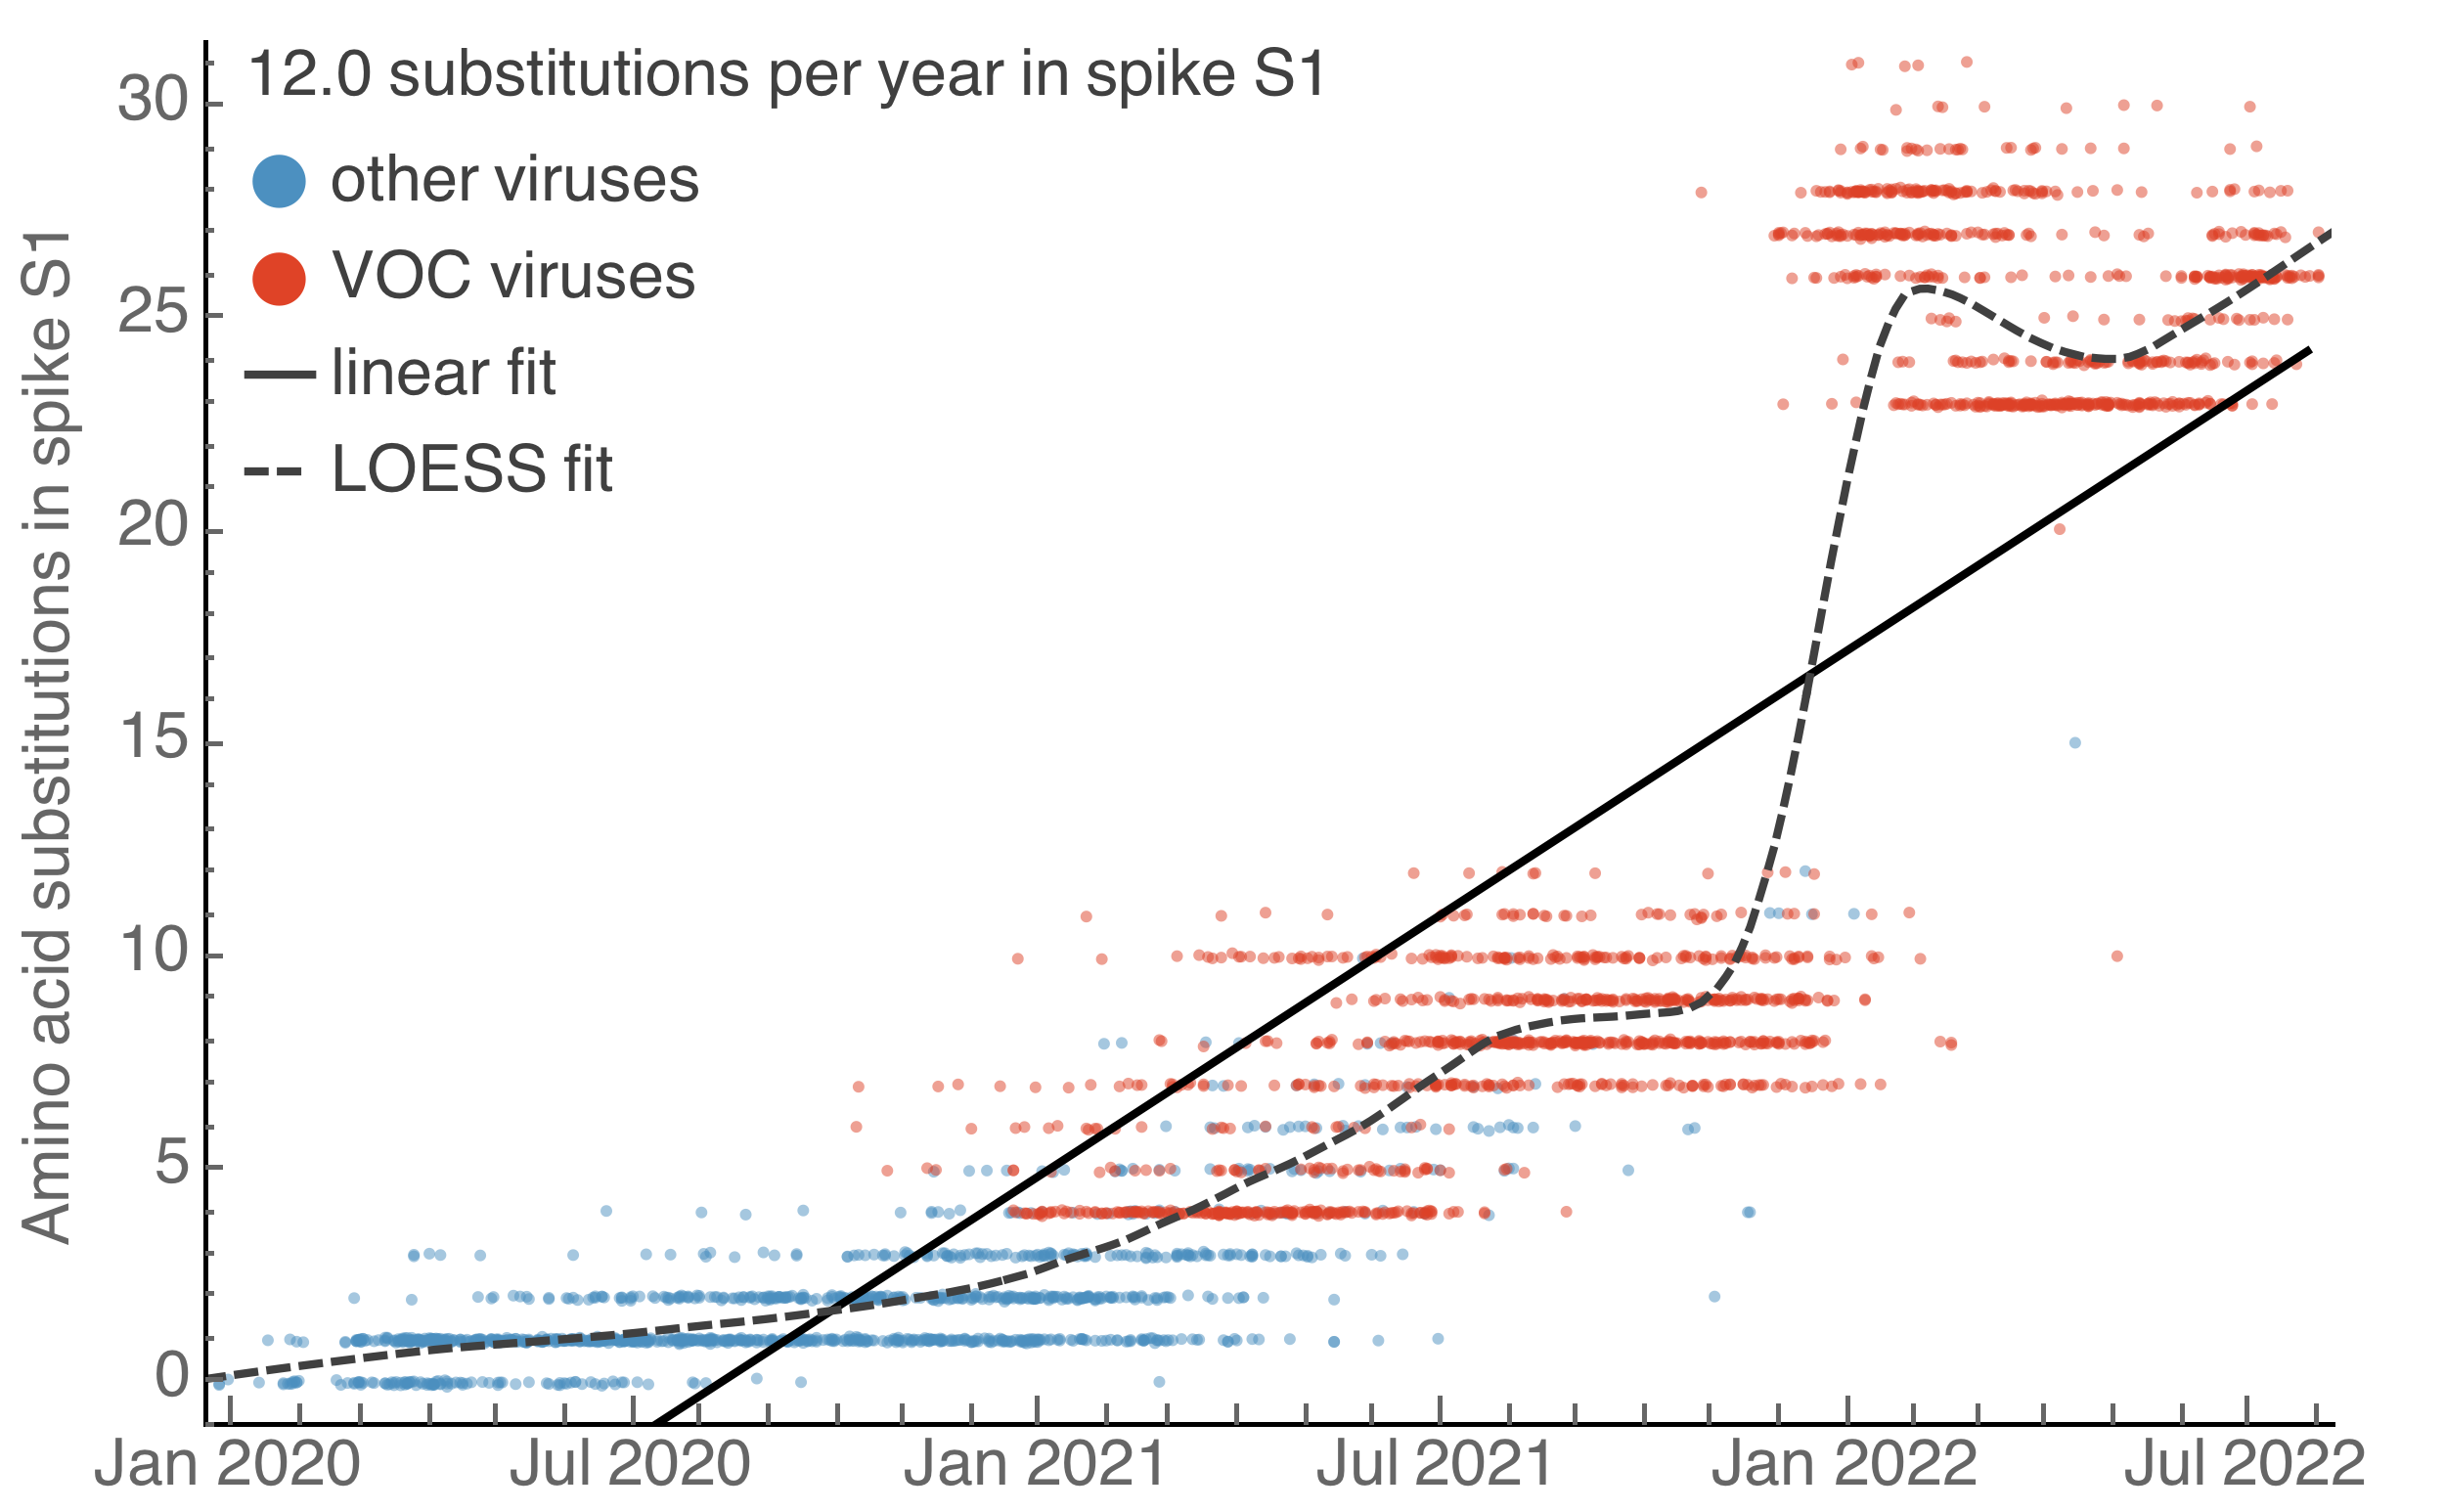 12.0 substitutions per year in spike S1
other viruses
VOC viruses
linear fit
LOESS fit
Amino acid substitutions in spike S1
30
25
20
15
10
5
0
Jan 2020 Jul 2020 Jan 2021 Jul 2021 Jan 2022 Jul 2022